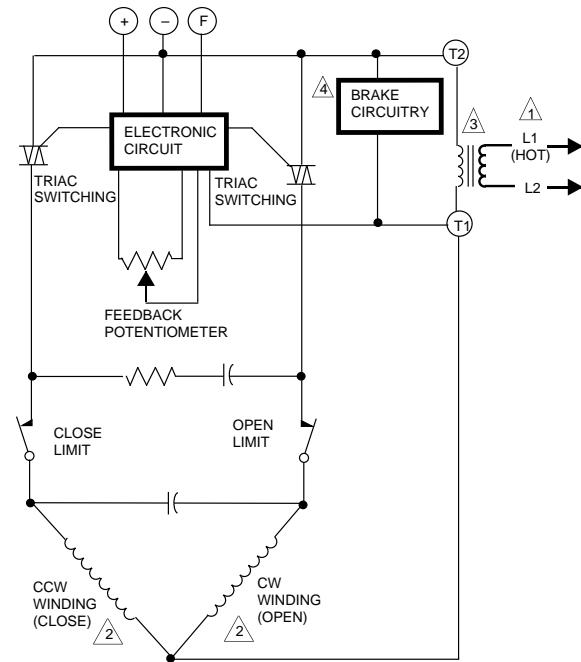 + – F
T2
4
BRAKE
CIRCUITRY
3
1
L1
(HOT)
L2
ELECTRONIC
CIRCUIT
TRIAC
SWITCHING
TRIAC
SWITCHING
T1
FEEDBACK
POTENTIOMETER
CLOSE
LIMIT
OPEN
LIMIT
CCW
WINDING
(CLOSE)
2
CW
WINDING
(OPEN)
2